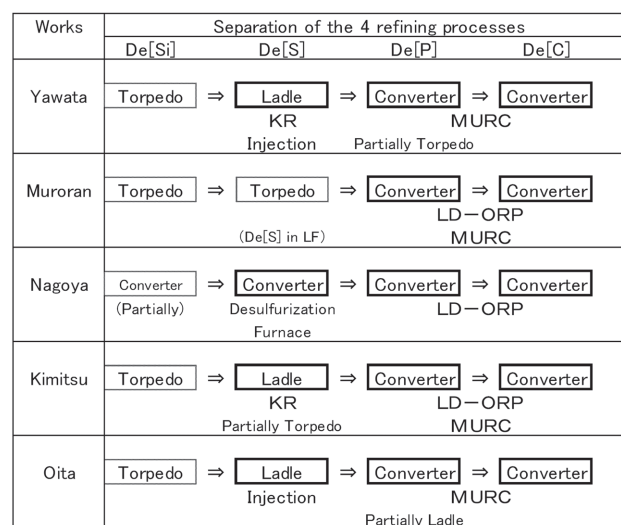 Works Separation of the 4 refining processes
De[Si] De[S] De[P] De[C]
Yawata Torpedo ⇒ Ladle ⇒ Converter ⇒ Converter
KR MURC
Injection Partially Torpedo
Muroran Torpedo ⇒ Torpedo ⇒ Converter ⇒ Converter
LD－ORP
(De[S] in LF) MURC
Nagoya Converter ⇒ Converter ⇒ Converter ⇒ Converter
(Partially) Desulfurization LD－ORP
Furnace
Kimitsu Torpedo ⇒ Ladle ⇒ Converter ⇒ Converter
KR LD－ORP
Partially Torpedo MURC
Oita Torpedo ⇒ Ladle ⇒ Converter ⇒ Converter
Injection MURC
Partially Ladle